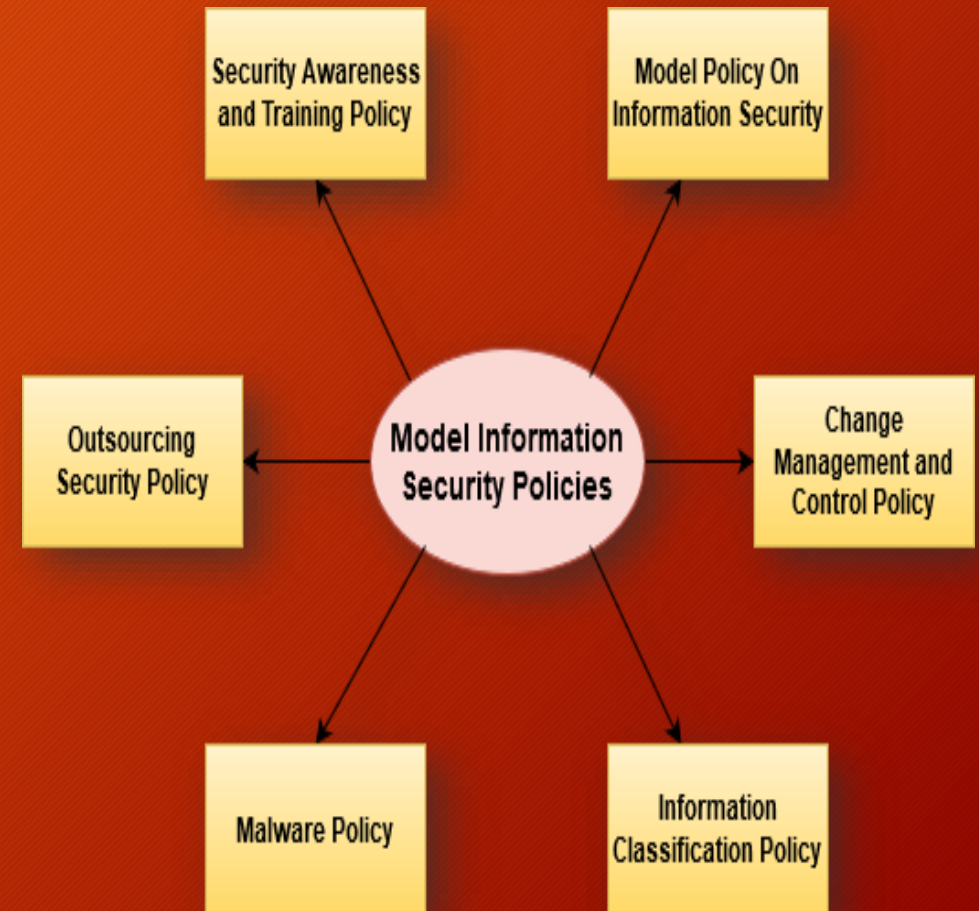 Security Awareness
and Training Policy
Model Policy On
Information Security
Outsourcing
Security Policy
Model Information
Security Policies
Change
Management and
Control Policy
Malware Policy
Information
Classification Policy